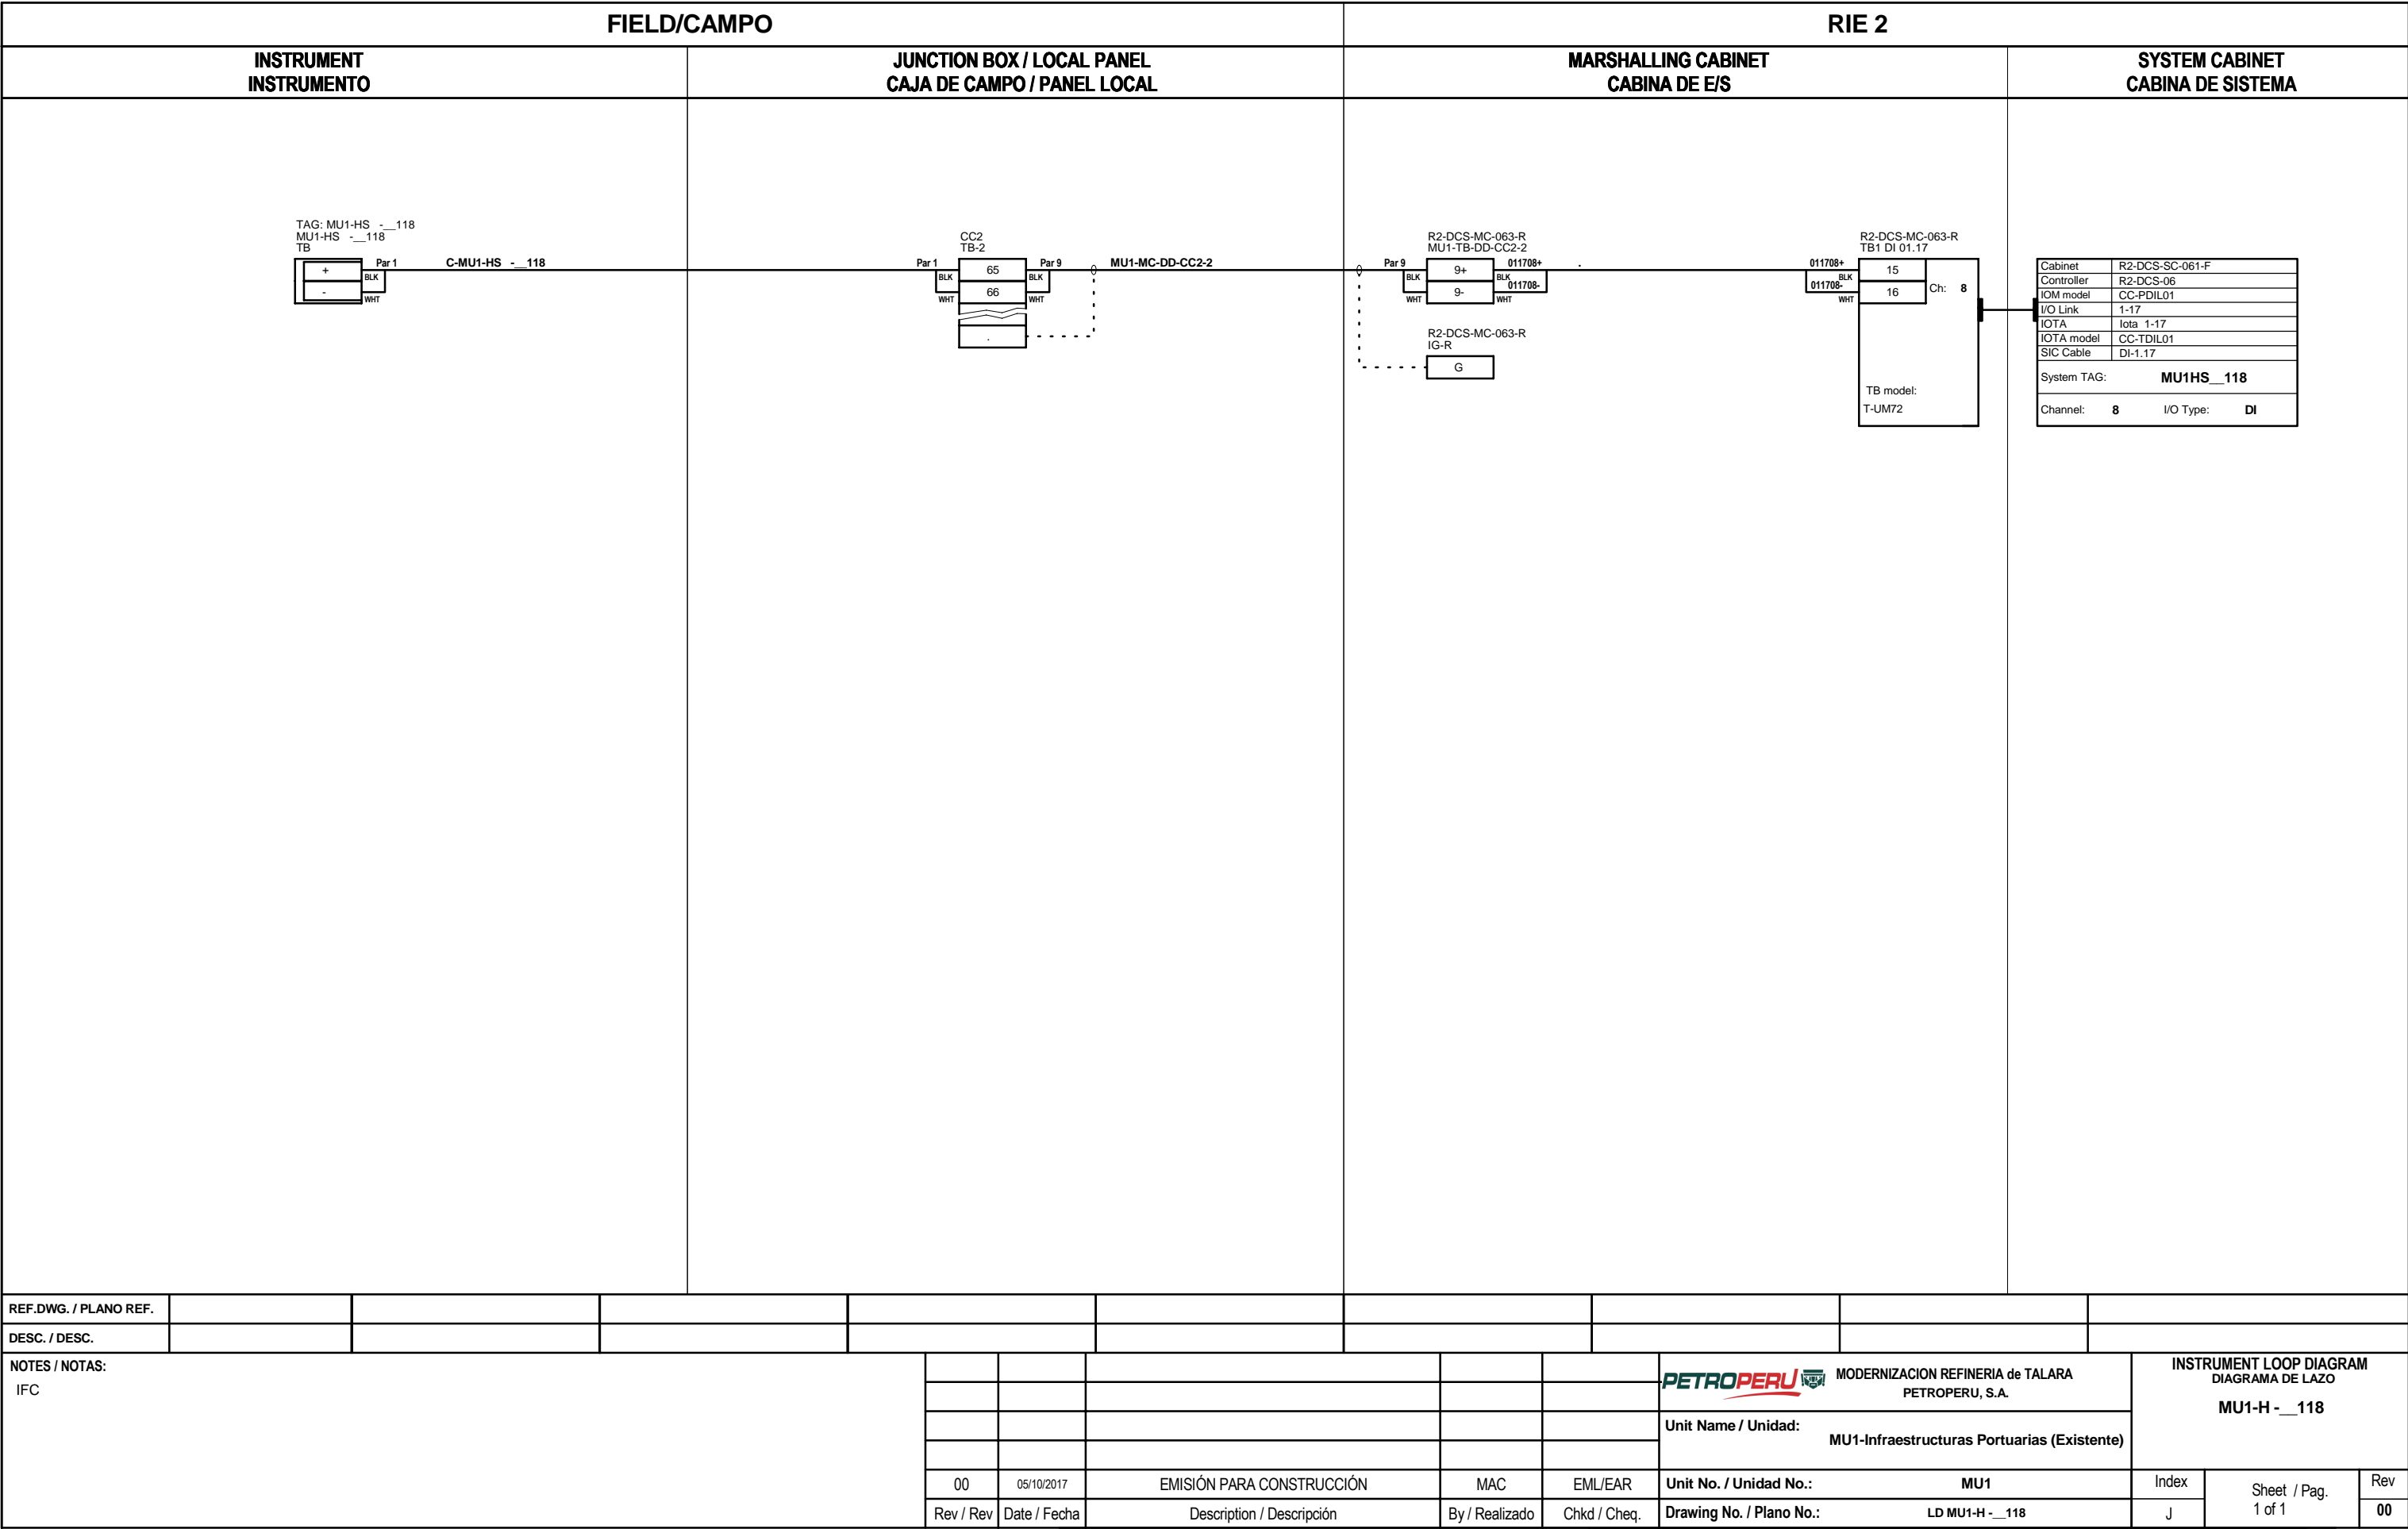 FIELD/CAMPO
RIE 2
INSTRUMENT
INSTRUMENTO
JUNCTION BOX / LOCAL PANEL
CAJA DE CAMPO / PANEL LOCAL
MARSHALLING CABINET
CABINA DE E/S
SYSTEM CABINET
CABINA DE SISTEMA
TAG: MU1-HS -__118
MU1-HS -__118
TB
+
-
Par 1
BLK
WHT
C-MU1-HS -__118
CC2
TB-2
Par 1
BLK
WHT
65
66
.
Par 9
BLK
WHT
MU1-MC-DD-CC2-2
R2-DCS-MC-063-R
MU1-TB-DD-CC2-2
Par 9
BLK
WHT
9+
9-
011708+
BLK
011708-
WHT
.
R2-DCS-MC-063-R
IG-R
G
R2-DCS-MC-063-R
TB1 DI 01.17
011708+
BLK
011708-
WHT
15
16
Ch: 8
TB model:
T-UM72
Cabinet R2-DCS-SC-061-F
Controller R2-DCS-06
IOM model CC-PDIL01
I/O Link 1-17
IOTA Iota 1-17
IOTA model CC-TDIL01
SIC Cable DI-1.17
System TAG: MU1HS__118
Channel: 8 I/O Type: DI
REF.DWG. / PLANO REF.
DESC. / DESC.
NOTES / NOTAS:
IFC
00 05/10/2017 EMISIÓN PARA CONSTRUCCIÓN MAC EML/EAR
Rev / Rev Date / Fecha Description / Descripción By / Realizado Chkd / Cheq.
PETROPERU
MODERNIZACION REFINERIA de TALARA
PETROPERU, S.A.
Unit Name / Unidad:
MU1-Infraestructuras Portuarias (Existente)
Unit No. / Unidad No.: MU1
Drawing No. / Plano No.: LD MU1-H -__118
INSTRUMENT LOOP DIAGRAM
DIAGRAMA DE LAZO
MU1-H -__118
Index
J
Sheet / Pag.
1 of 1
Rev
00